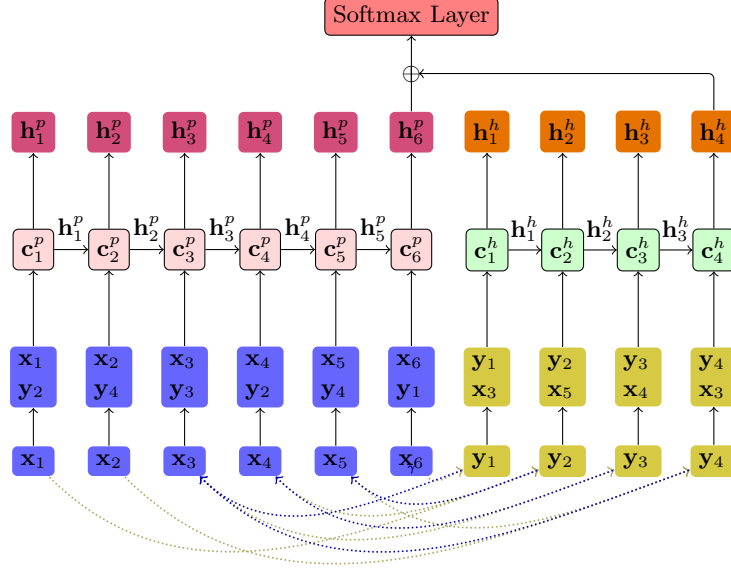 Softmax Layer
⊕
h₁ᵖ h₂ᵖ h₃ᵖ h₄ᵖ h₅ᵖ h₆ᵖ h₁ʰ h₂ʰ h₃ʰ h₄ʰ
h₁ᵖ h₂ᵖ h₃ᵖ h₄ᵖ h₅ᵖ h₁ʰ h₂ʰ h₃ʰ
c₁ᵖ c₂ᵖ c₃ᵖ c₄ᵖ c₅ᵖ c₆ᵖ c₁ʰ c₂ʰ c₃ʰ c₄ʰ
x₁ x₂ x₃ x₄ x₅ x₆ y₁ y₂ y₃ y₄
y₂ y₄ y₃ y₂ y₄ y₁ x₃ x₅ x₄ x₃
x₁ x₂ x₃ x₄ x₅ x₆ y₁ y₂ y₃ y₄